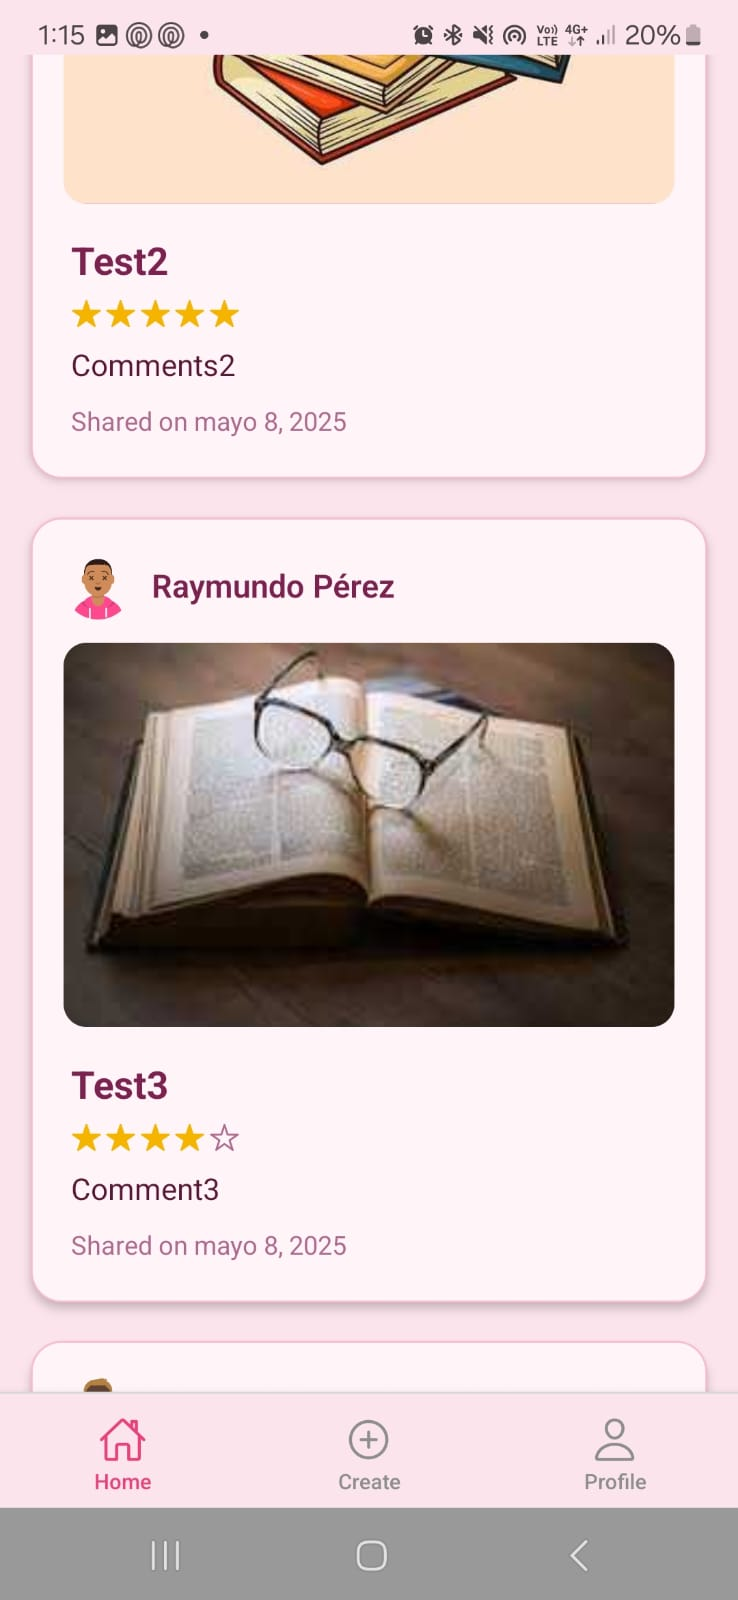 1:15 Vo)) LTE 4G+ 20%
Test2
Comments2
Shared on mayo 8, 2025
Raymundo Pérez
Test3
Comment3
Shared on mayo 8, 2025
Home Create Profile